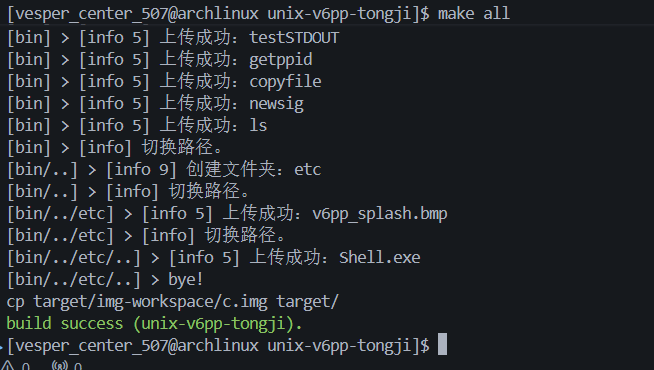 [vesper_center_507@archlinux unix-v6pp-tongji]$ make all
[bin] > [info 5] 上传成功：testSTDOUT
[bin] > [info 5] 上传成功：getppid
[bin] > [info 5] 上传成功：copyfile
[bin] > [info 5] 上传成功：newsig
[bin] > [info 5] 上传成功：ls
[bin] > [info] 切换路径。
[bin/..] > [info 9] 创建文件夹：etc
[bin/..] > [info] 切换路径。
[bin/../etc] > [info 5] 上传成功：v6pp_splash.bmp
[bin/../etc] > [info] 切换路径。
[bin/../etc/..] > [info 5] 上传成功：Shell.exe
[bin/../etc/..] > bye!
cp target/img-workspace/c.img target/
build success (unix-v6pp-tongji).
[vesper_center_507@archlinux unix-v6pp-tongji]$